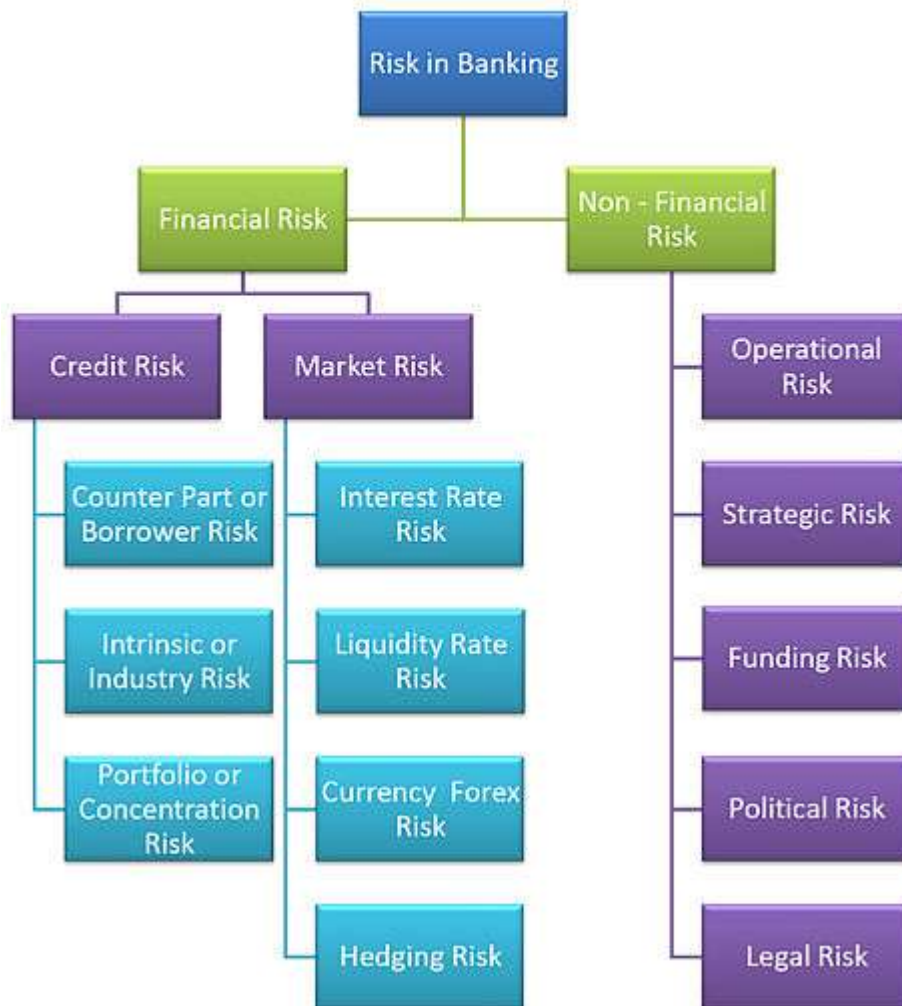 Risk in Banking
Financial Risk
Non - Financial
Risk
Credit Risk
Market Risk
Operational
Risk
Counter Part or
Borrower Risk
Interest Rate
Risk
Strategic Risk
Intrinsic or
Industry Risk
Liquidity Rate
Risk
Funding Risk
Portfolio or
Concentration
Risk
Currency  Forex
Risk
Political Risk
Hedging Risk
Legal Risk